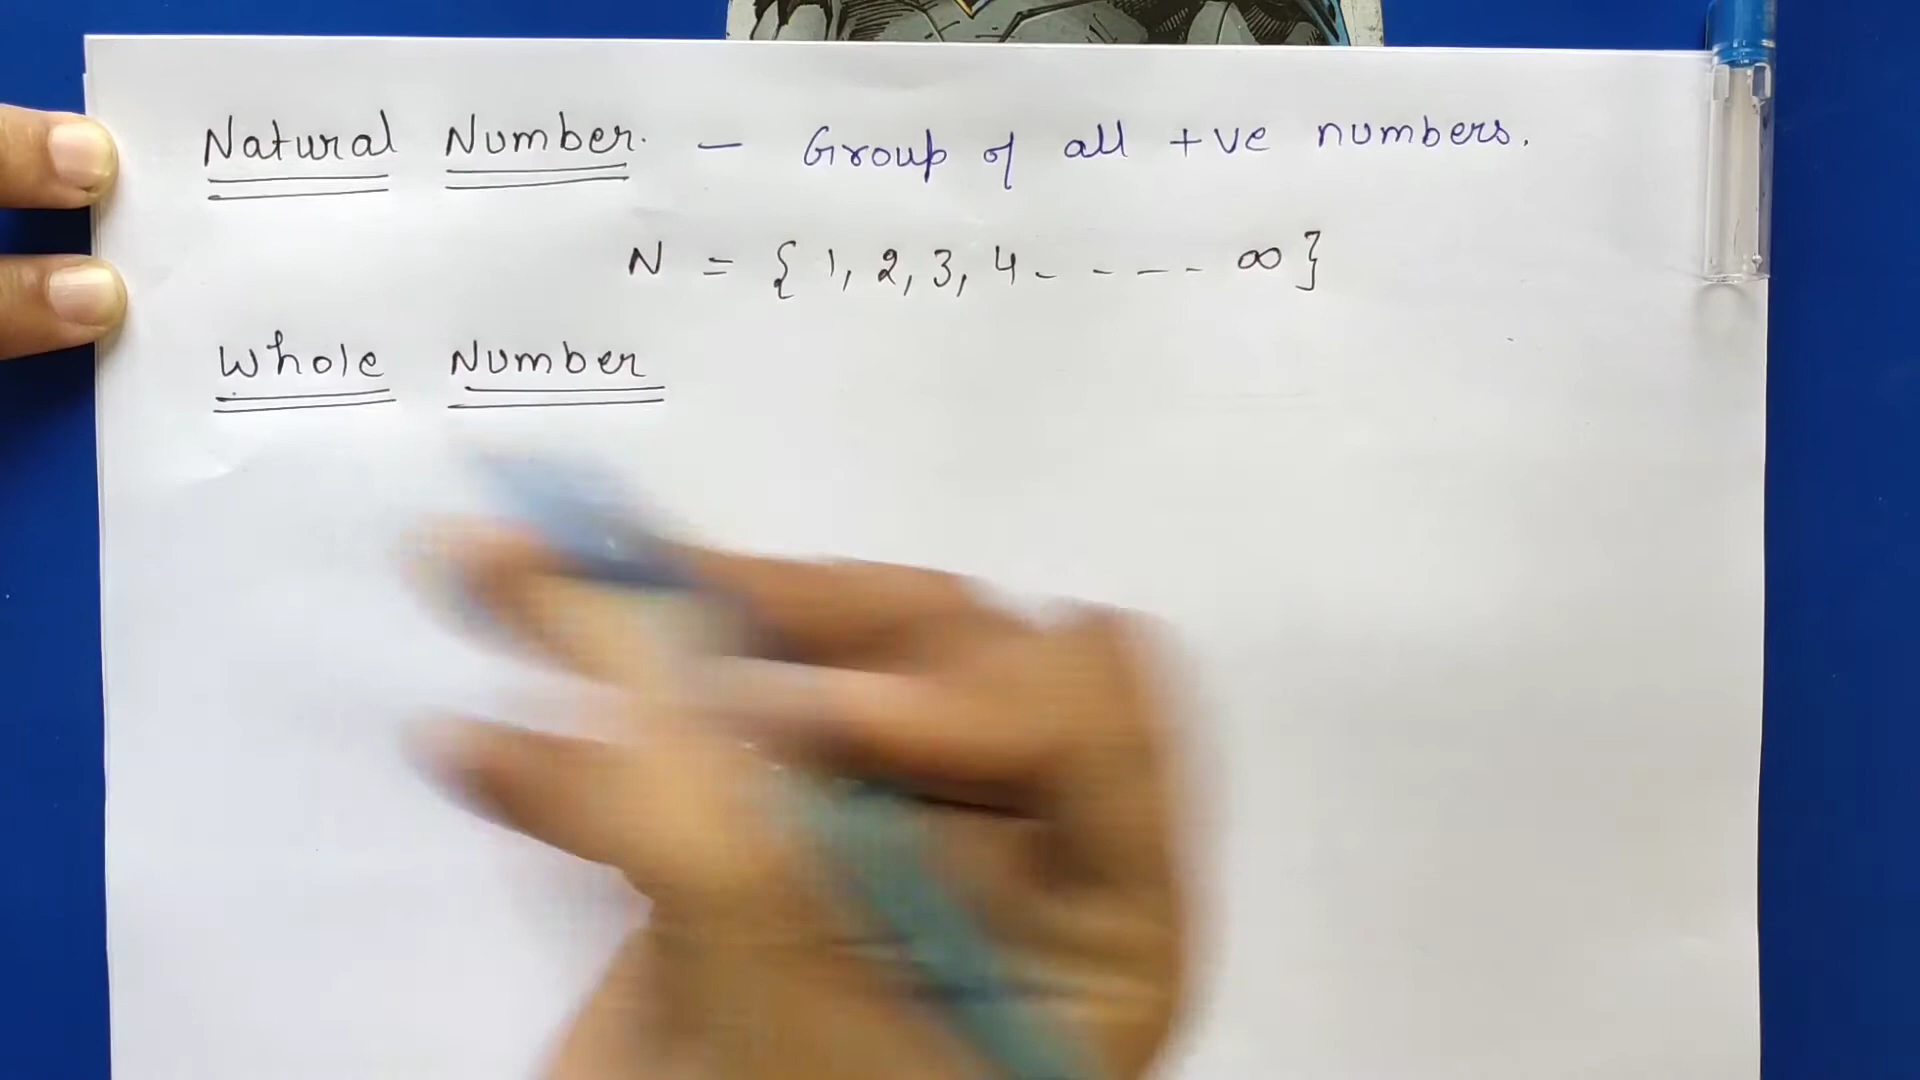 Natural Number. - Group of all +ve numbers.
N = { 1, 2, 3, 4 - - - - ∞ }
Whole Number